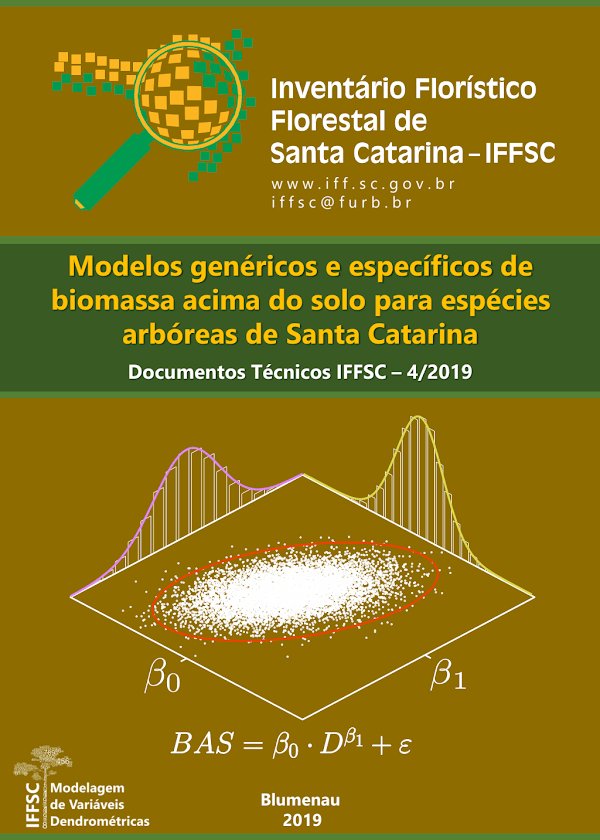 Inventário Florístico
Florestal de
Santa Catarina – IFFSC
www.iff.sc.gov.br
iffsc@furb.br
Modelos genéricos e específicos de
biomassa acima do solo para espécies
arbóreas de Santa Catarina
Documentos Técnicos IFFSC – 4/2019
β0
β1
BAS = β0 · D^β1 + ε
IFFSC
Modelagem
de Variáveis
Dendrométricas
Blumenau
2019